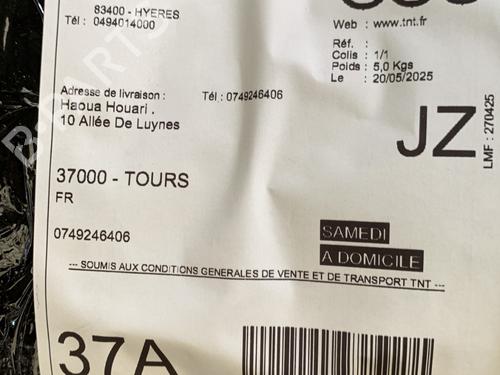 83400 - HYERES
Tél : 0494014000
Web : www.tnt.fr
Réf. :
Colis : 1/1
Poids : 5,0 Kgs
Le : 20/05/2025
Adresse de livraison :
Tél : 0749246406
Haoua Houari .
10 Allée De Luynes
JZ
LMF : 270425
37000 - TOURS
FR
0749246406
SAMEDI
A DOMICILE
--- SOUMIS AUX CONDITIONS GENERALES DE VENTE ET DE TRANSPORT TNT ---
37A